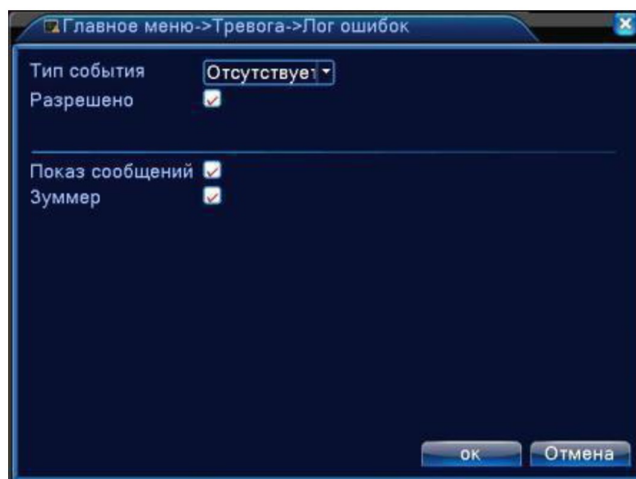 Главное меню->Тревога->Лог ошибок
Тип события Отсутствует
Разрешено
Показ сообщений
Зуммер
ок Отмена